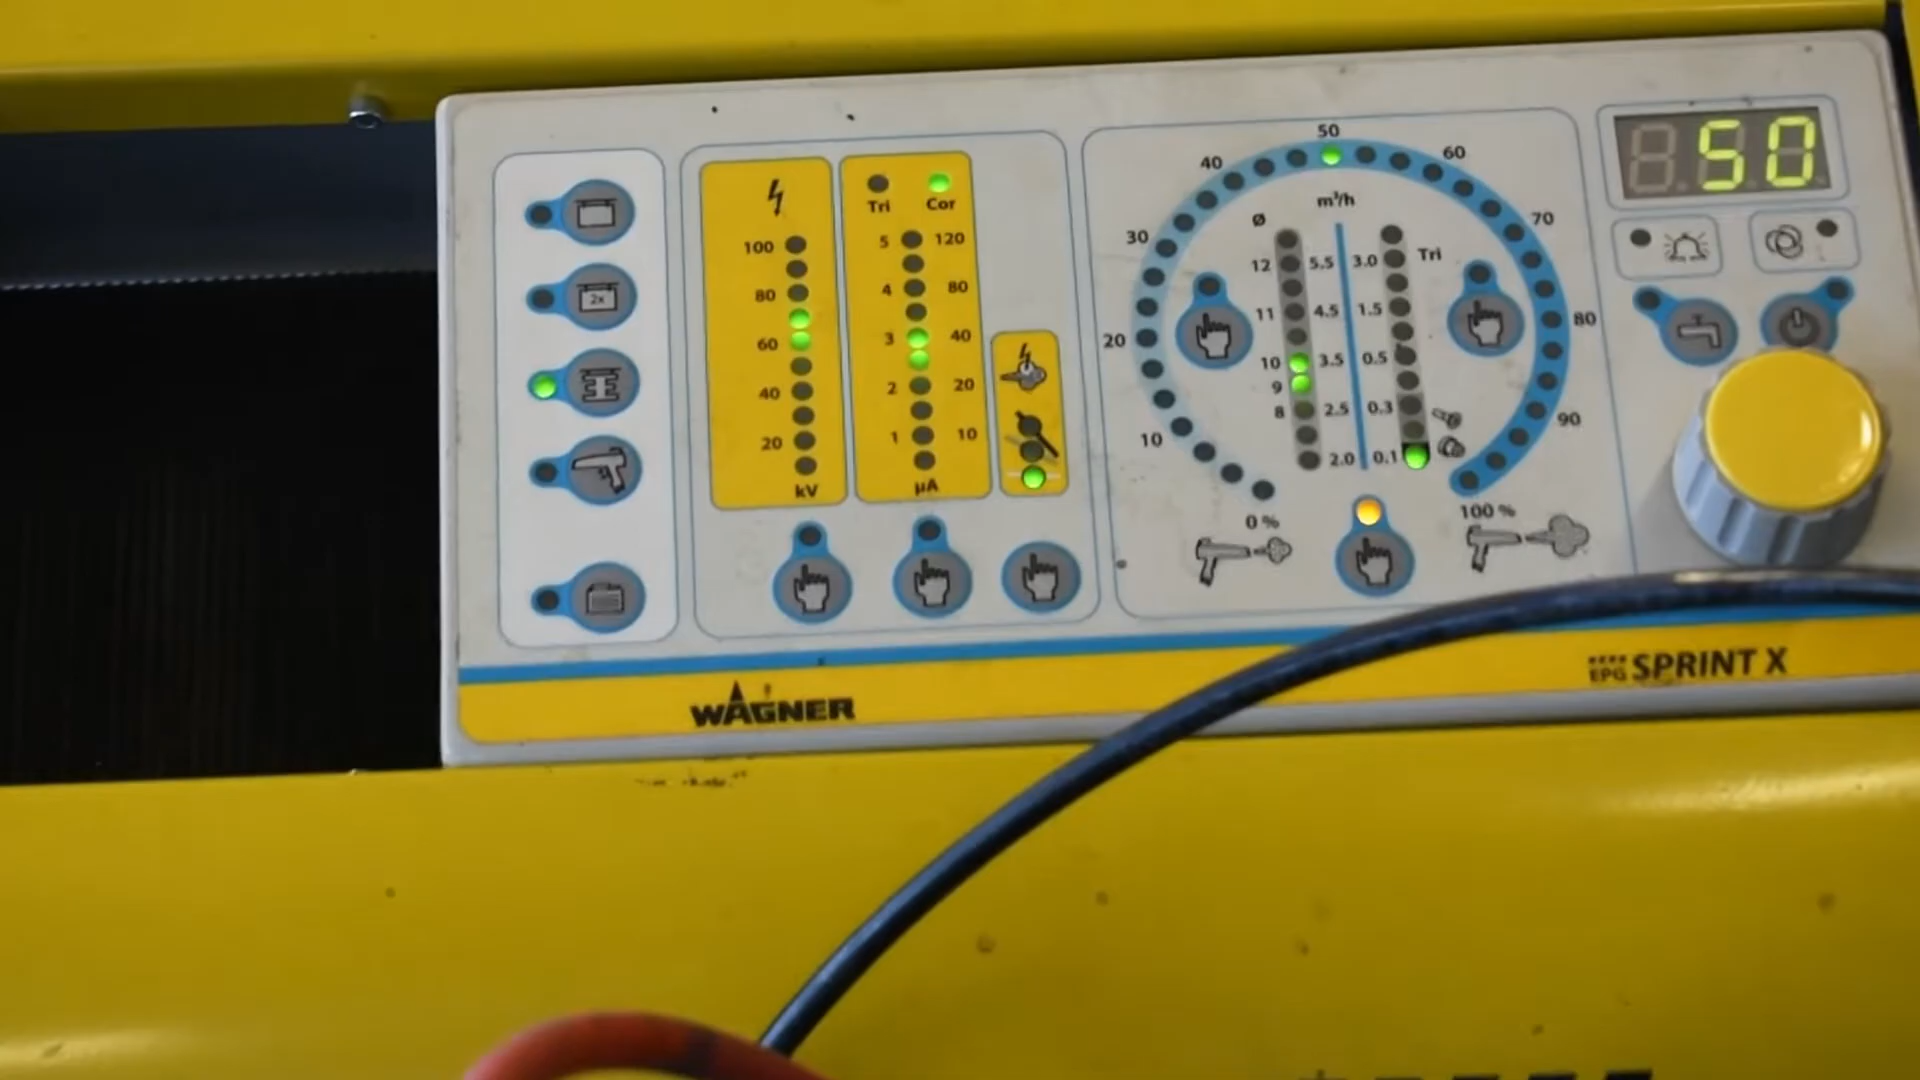 50
2x
100
80
60
40
20
kV
Tri Cor
5 120
4 80
3 40
2 20
1 10
µA
50
40
60
30
70
20
80
10
90
0 %
100 %
m³/h
Ø
Tri
12 5.5 3.0
11 4.5 1.5
10 3.5 0.5
9
8 2.5 0.3
2.0 0.1
WAGNER
EPG SPRINT X